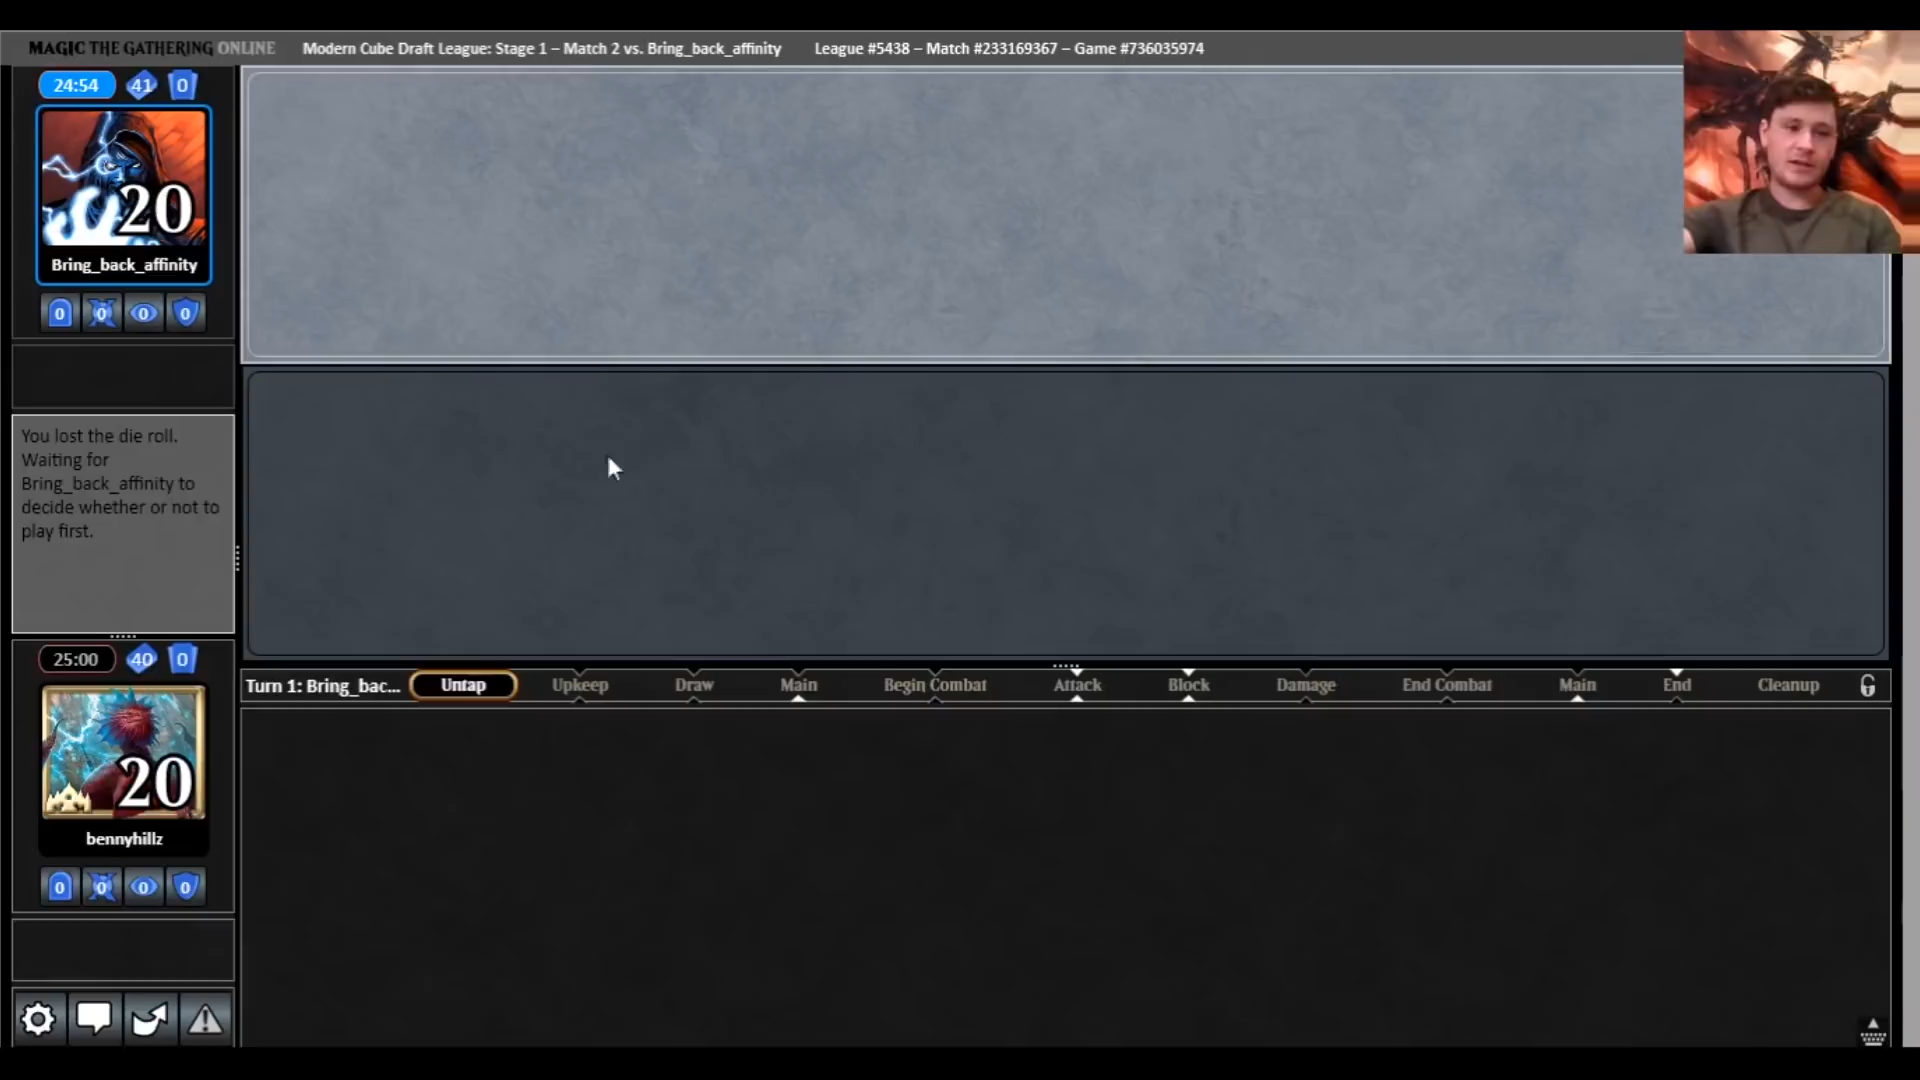 MAGIC THE GATHERING ONLINE Modern Cube Draft League: Stage 1 – Match 2 vs. Bring_back_affinity League #5438 – Match #233169367 – Game #736035974
24:54 41 0
20
Bring_back_affinity
0 0 0 0
You lost the die roll.
Waiting for
Bring_back_affinity to
decide whether or not to
play first.
25:00 40 0
Turn 1: Bring_bac... Untap Upkeep Draw Main Begin Combat Attack Block Damage End Combat Main End Cleanup
20
bennyhillz
0 0 0 0